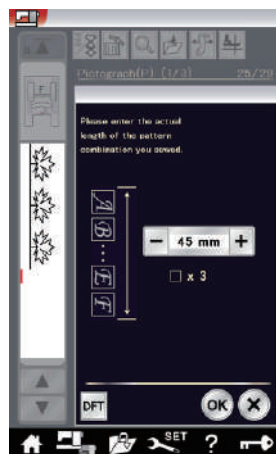 Pictograph(P) (1/3) 25/29
Please enter the actual
length of the pattern
combination you sewed.
A
B
E
F
− 45 mm +
x 3
DFT
OK
X
SET
?